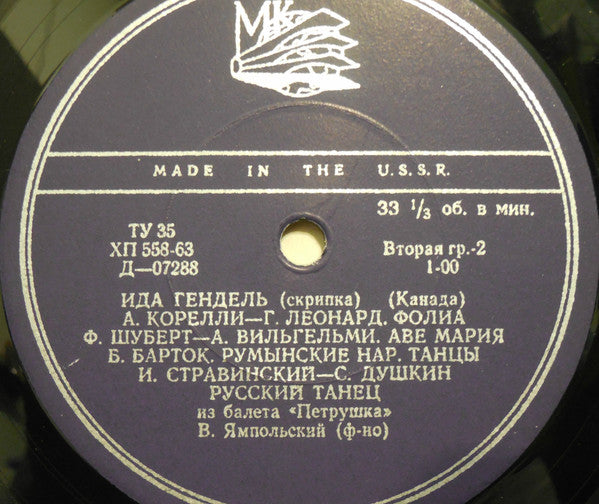 МК
MADE IN THE U.S.S.R.
33 1/3 об. в мин.
ТУ 35
ХП 558-63
Д—07288
Вторая гр.-2
1-00
ИДА ГЕНДЕЛЬ (скрипка) (Канада)
А. КОРЕЛЛИ—Г. ЛЕОНАРД. ФОЛИА
Ф. ШУБЕРТ—А. ВИЛЬГЕЛЬМИ. АВЕ МАРИЯ
Б. БАРТОК. РУМЫНСКИЕ НАР. ТАНЦЫ
И. СТРАВИНСКИЙ—С. ДУШКИН
РУССКИЙ ТАНЕЦ
из балета «Петрушка»
В. Ямпольский (ф-но)